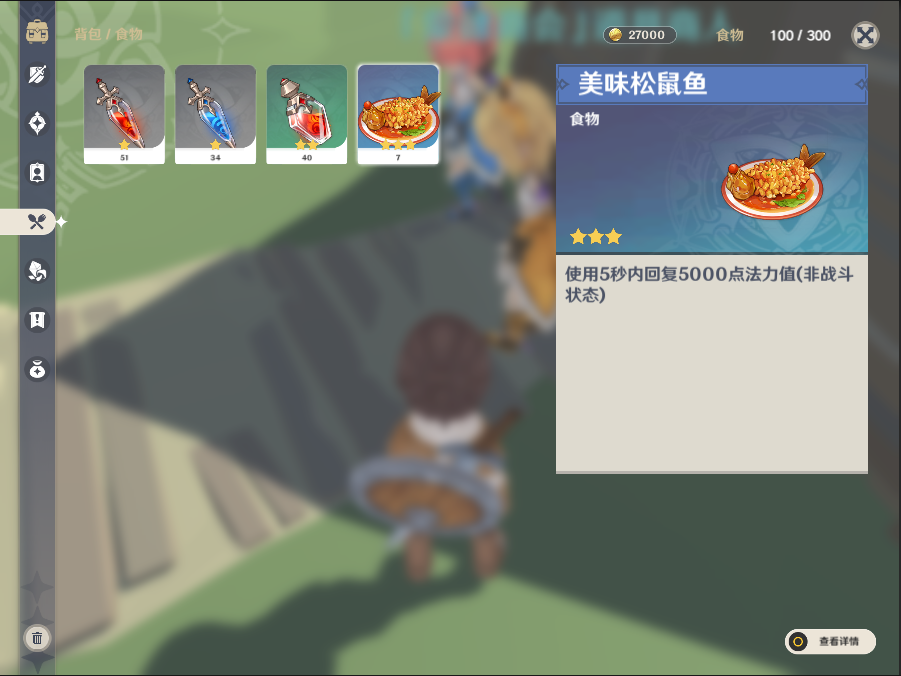 背包 / 食物
27000
食物
100 / 300
51
34
40
7
美味松鼠鱼
食物
使用5秒内回复5000点法力值(非战斗
状态)
查看详情